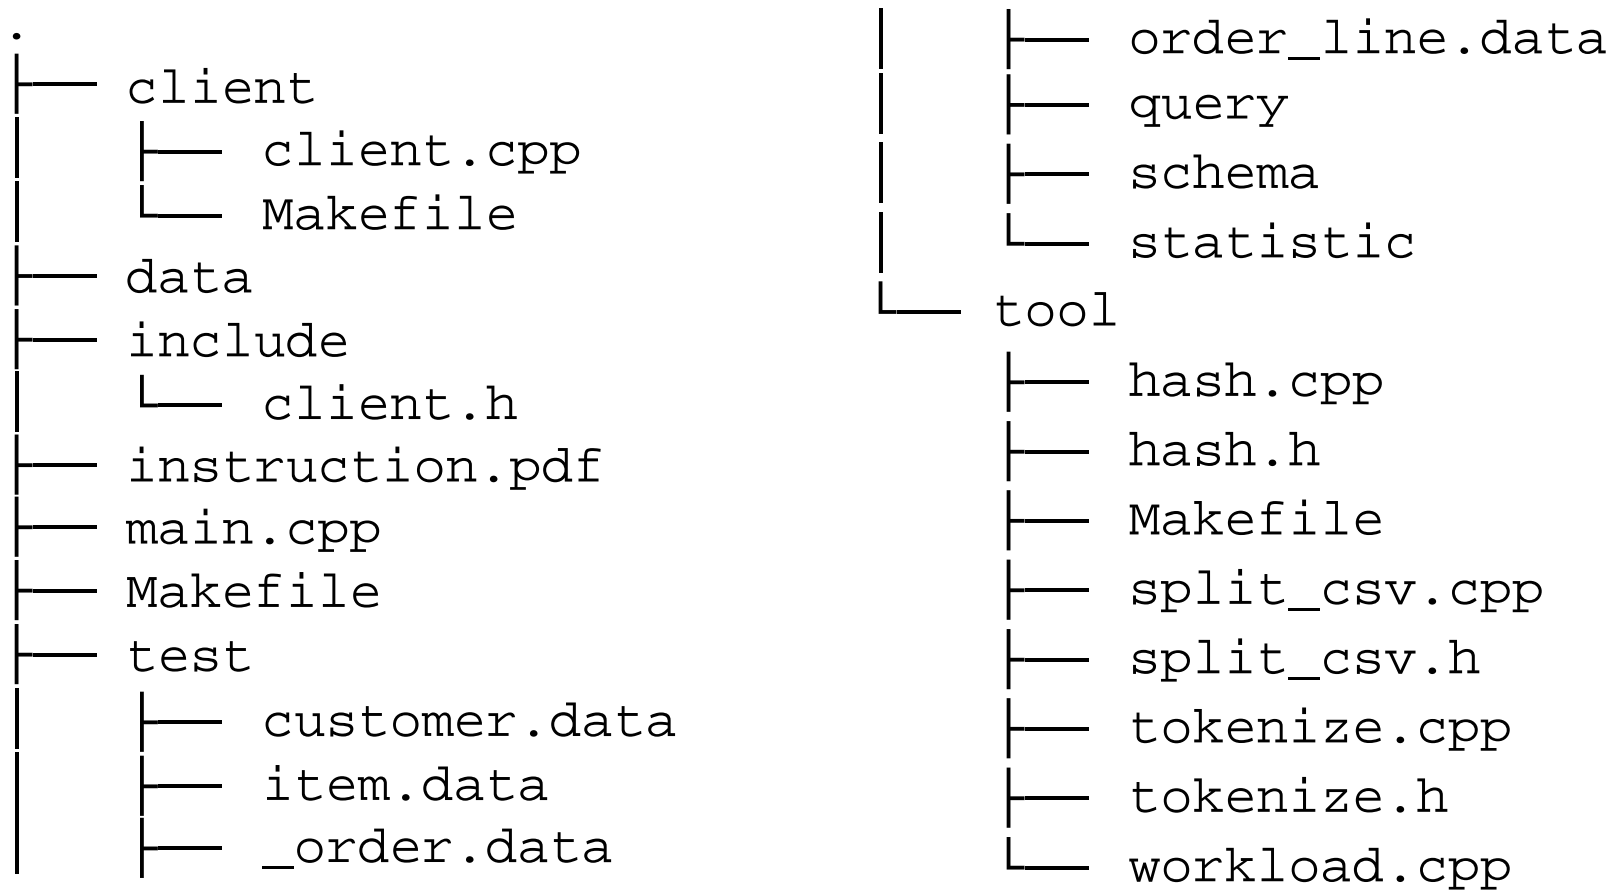 .
client
client.cpp
Makefile
data
include
client.h
instruction.pdf
main.cpp
Makefile
test
customer.data
item.data
_order.data
order_line.data
query
schema
statistic
tool
hash.cpp
hash.h
Makefile
split_csv.cpp
split_csv.h
tokenize.cpp
tokenize.h
workload.cpp